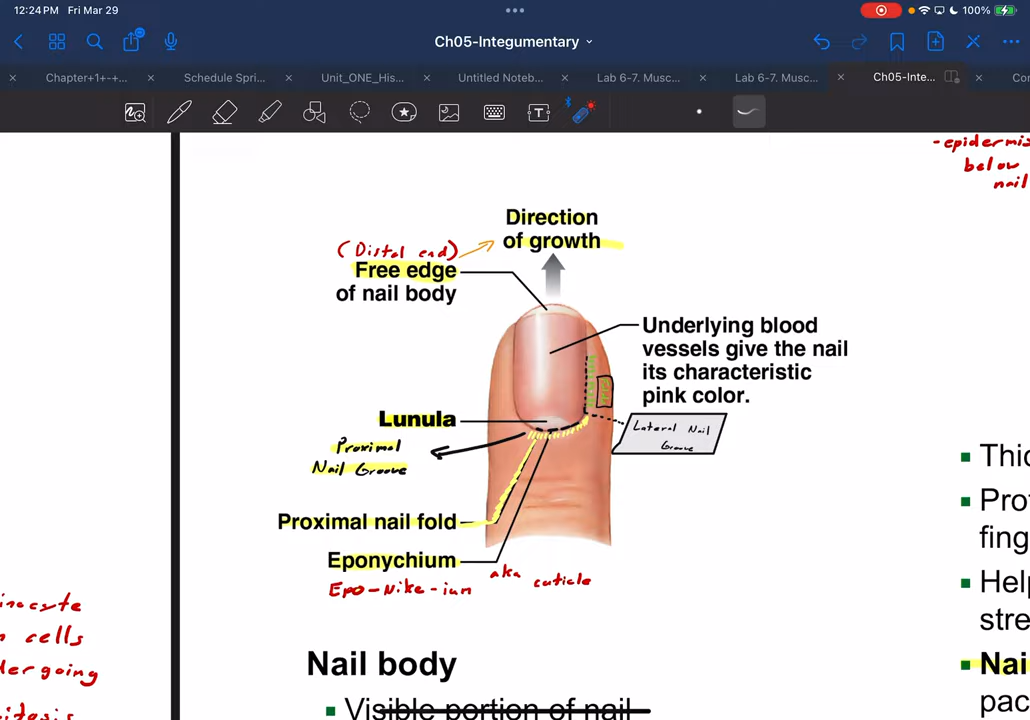 12:24 PM Fri Mar 29
100%
Ch05-Integumentary
Chapter+1+-+...
Schedule Spri...
Unit_ONE_His...
Untitled Noteb...
Lab 6-7. Musc...
Lab 6-7. Musc...
Ch05-Inte...
Cor
T
-epidermis
below
nail
Direction
of growth
(Distal end)
Free edge
of nail body
Underlying blood
vessels give the nail
its characteristic
pink color.
Lunula
Lateral Nail
Groove
Proximal
Nail Groove
Proximal nail fold
Eponychium
aka cuticle
Epo-Nike-ium
inocyte
cells
dergoing
mitosis
Nail body
Visible portion of nail
Thic
Prot
fing
Help
stre
Nai
pac